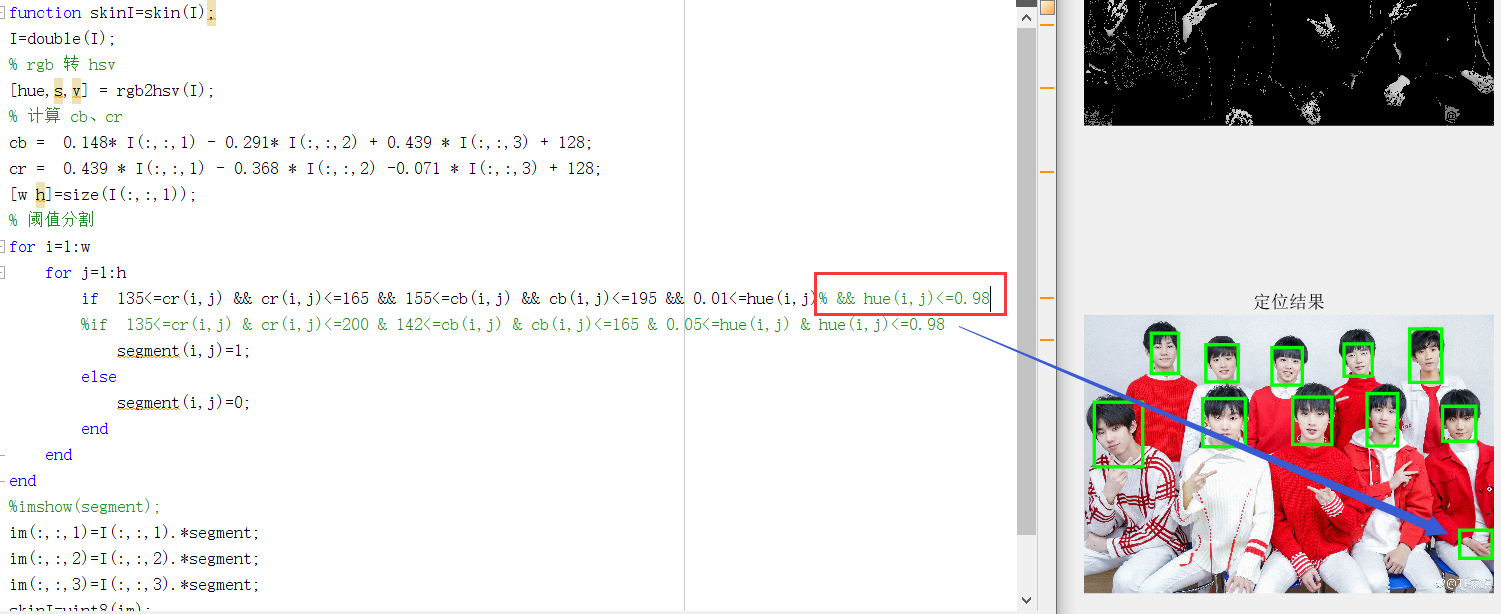 function skinI=skin(I);
I=double(I);
% rgb 转 hsv
[hue,s,v] = rgb2hsv(I);
% 计算 cb、cr
cb =  0.148* I(:,:,1) - 0.291* I(:,:,2) + 0.439 * I(:,:,3) + 128;
cr =  0.439 * I(:,:,1) - 0.368 * I(:,:,2) -0.071 * I(:,:,3) + 128;
[w h]=size(I(:,:,1));
% 阈值分割
for i=1:w
for j=1:h
if  135<=cr(i,j) && cr(i,j)<=165 && 155<=cb(i,j) && cb(i,j)<=195 && 0.01<=hue(i,j)% && hue(i,j)<=0.98
%if  135<=cr(i,j) & cr(i,j)<=200 & 142<=cb(i,j) & cb(i,j)<=165 & 0.05<=hue(i,j) & hue(i,j)<=0.98
segment(i,j)=1;
else
segment(i,j)=0;
end
end
end
%imshow(segment);
im(:,:,1)=I(:,:,1).*segment;
im(:,:,2)=I(:,:,2).*segment;
im(:,:,3)=I(:,:,3).*segment;
skinI=uint8(im);
定位结果